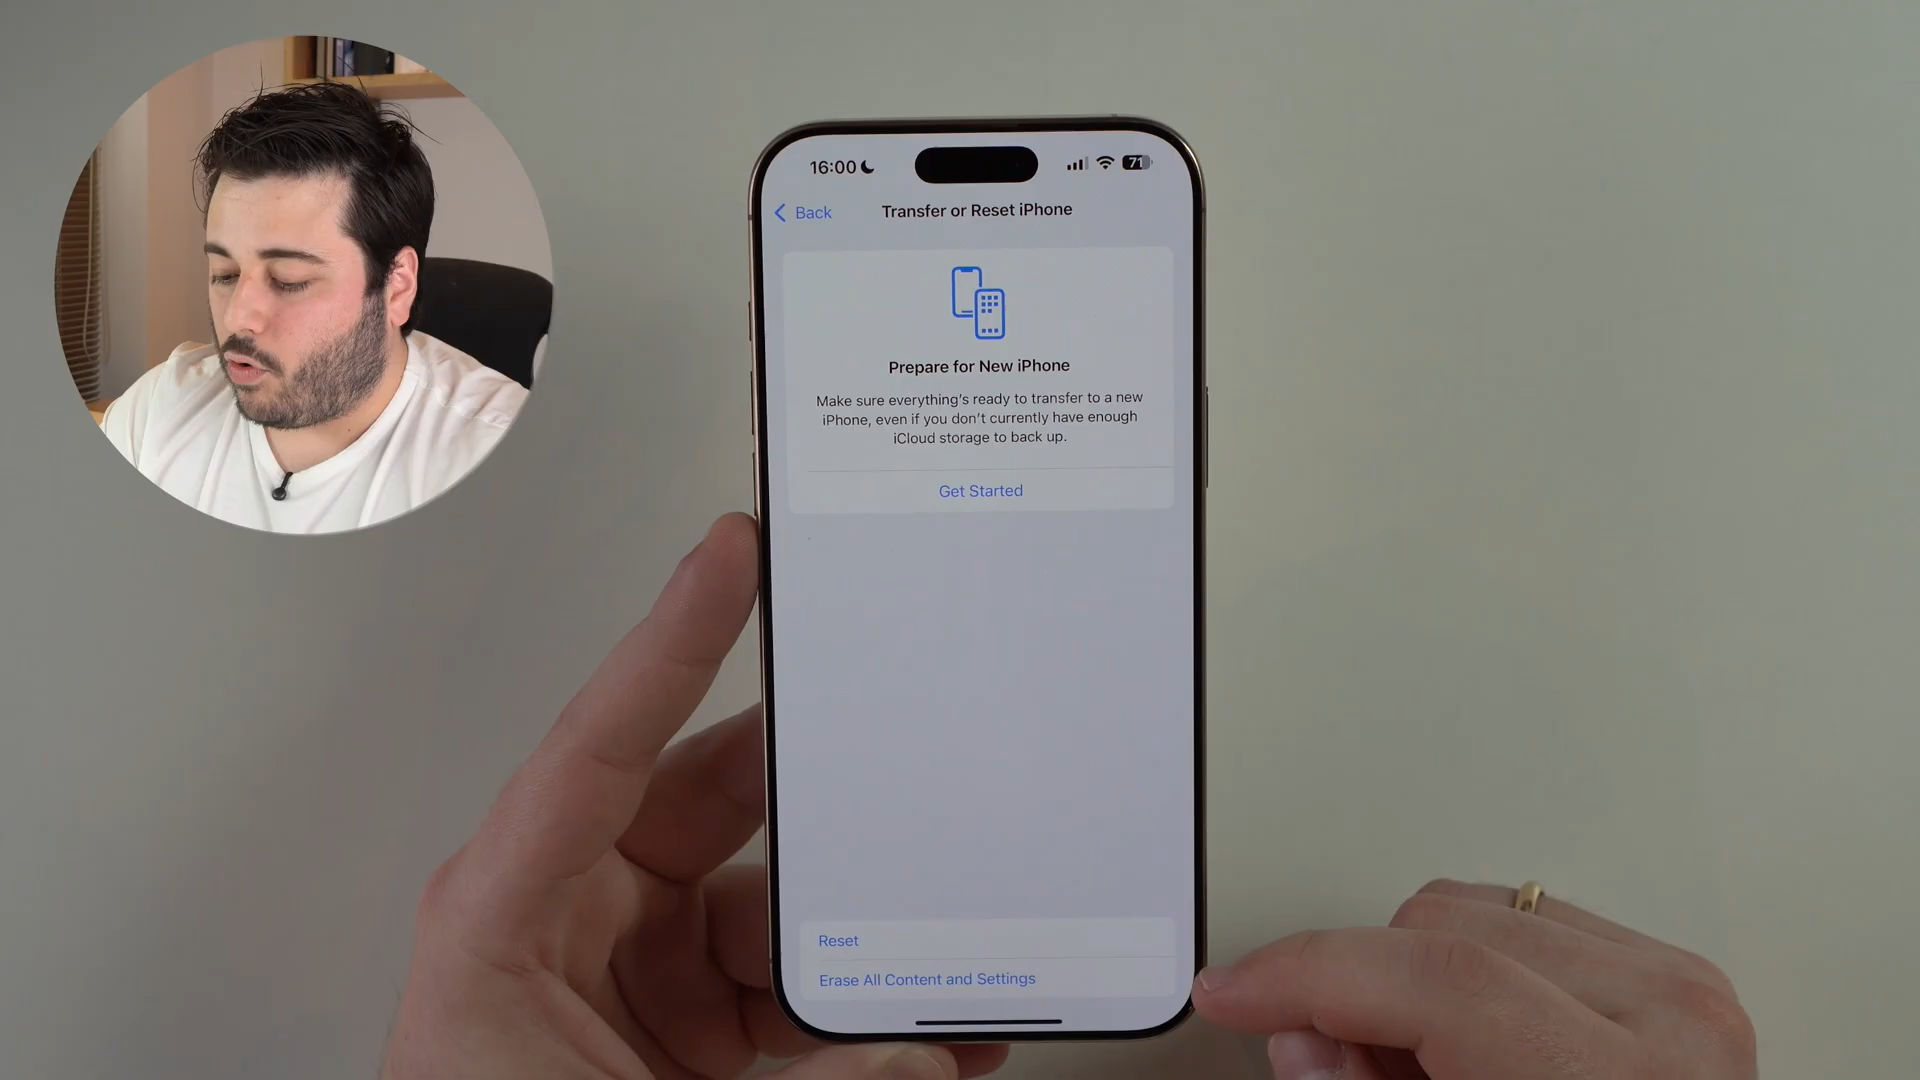 16:00
71
Back
Transfer or Reset iPhone
Prepare for New iPhone
Make sure everything's ready to transfer to a new
iPhone, even if you don't currently have enough
iCloud storage to back up.
Get Started
Reset
Erase All Content and Settings